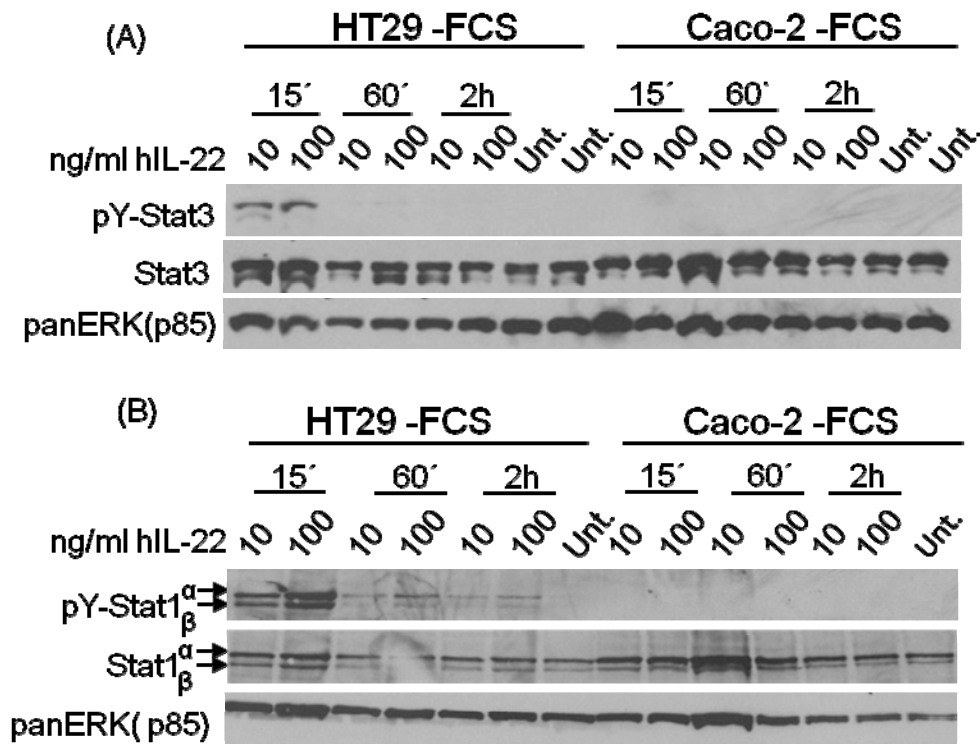 (A)
HT29 -FCS Caco-2 -FCS
15´ 60´ 2h 15´ 60´ 2h
ng/ml hIL-22 10 100 10 100 10 100 Unt. Unt. 10 100 10 100 10 100 Unt. Unt.
pY-Stat3
Stat3
panERK(p85)
(B)
HT29 -FCS Caco-2 -FCS
15´ 60´ 2h 15´ 60´ 2h
ng/ml hIL-22 10 100 10 100 10 100 Unt. 10 100 10 100 10 100 Unt.
pY-Stat1 α
β
Stat1 α
β
panERK( p85)